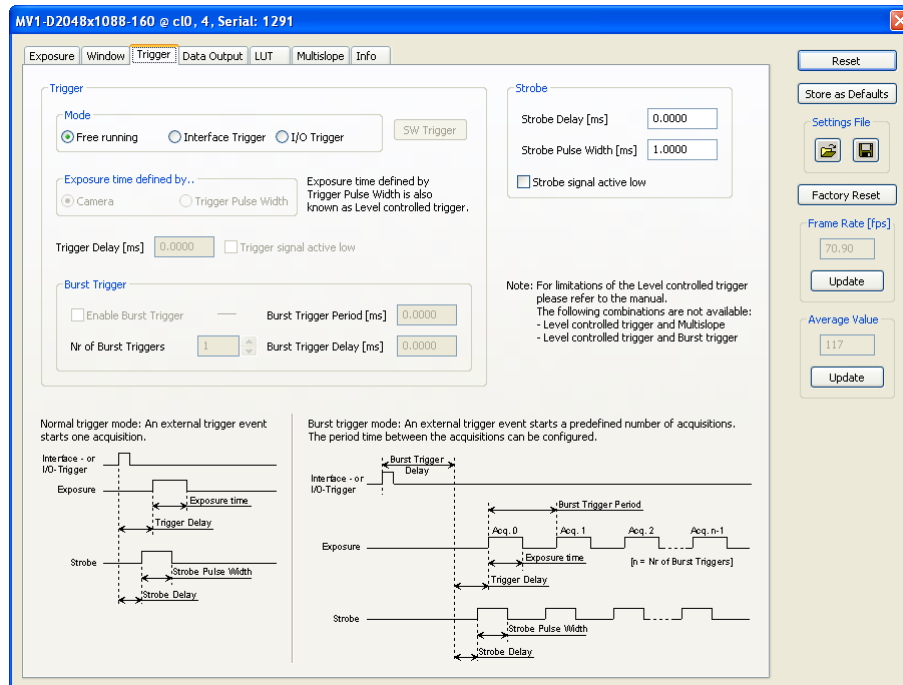 MV1-D2048x1088-160 @ cl0, 4, Serial: 1291
Exposure Window Trigger Data Output LUT Multislope Info
Trigger
Mode
Free running Interface Trigger I/O Trigger
SW Trigger
Exposure time defined by..
Camera Trigger Pulse Width
Exposure time defined by
Trigger Pulse Width is also
known as Level controlled trigger.
Trigger Delay [ms] 0.0000 Trigger signal active low
Burst Trigger
Enable Burst Trigger Burst Trigger Period [ms] 0.0000
Nr of Burst Triggers 1 Burst Trigger Delay [ms] 0.0000
Strobe
Strobe Delay [ms] 0.0000
Strobe Pulse Width [ms] 1.0000
Strobe signal active low
Note: For limitations of the Level controlled trigger
please refer to the manual.
The following combinations are not available:
- Level controlled trigger and Multislope
- Level controlled trigger and Burst trigger
Reset
Store as Defaults
Settings File
Factory Reset
Frame Rate [fps]
70.90
Update
Average Value
117
Update
Normal trigger mode: An external trigger event
starts one acquisition.
Interface - or
I/O-Trigger
Exposure
Exposure time
Trigger Delay
Strobe
Strobe Pulse Width
Strobe Delay
Burst trigger mode: An external trigger event starts a predefined number of acquisitions.
The period time between the acquisitions can be configured.
Burst Trigger
Delay
Interface - or
I/O-Trigger
Burst Trigger Period
Acq. 0 Acq. 1 Acq. 2 Acq. n-1
Exposure
Exposure time
[n = Nr of Burst Triggers]
Trigger Delay
Strobe
Strobe Pulse Width
Strobe Delay